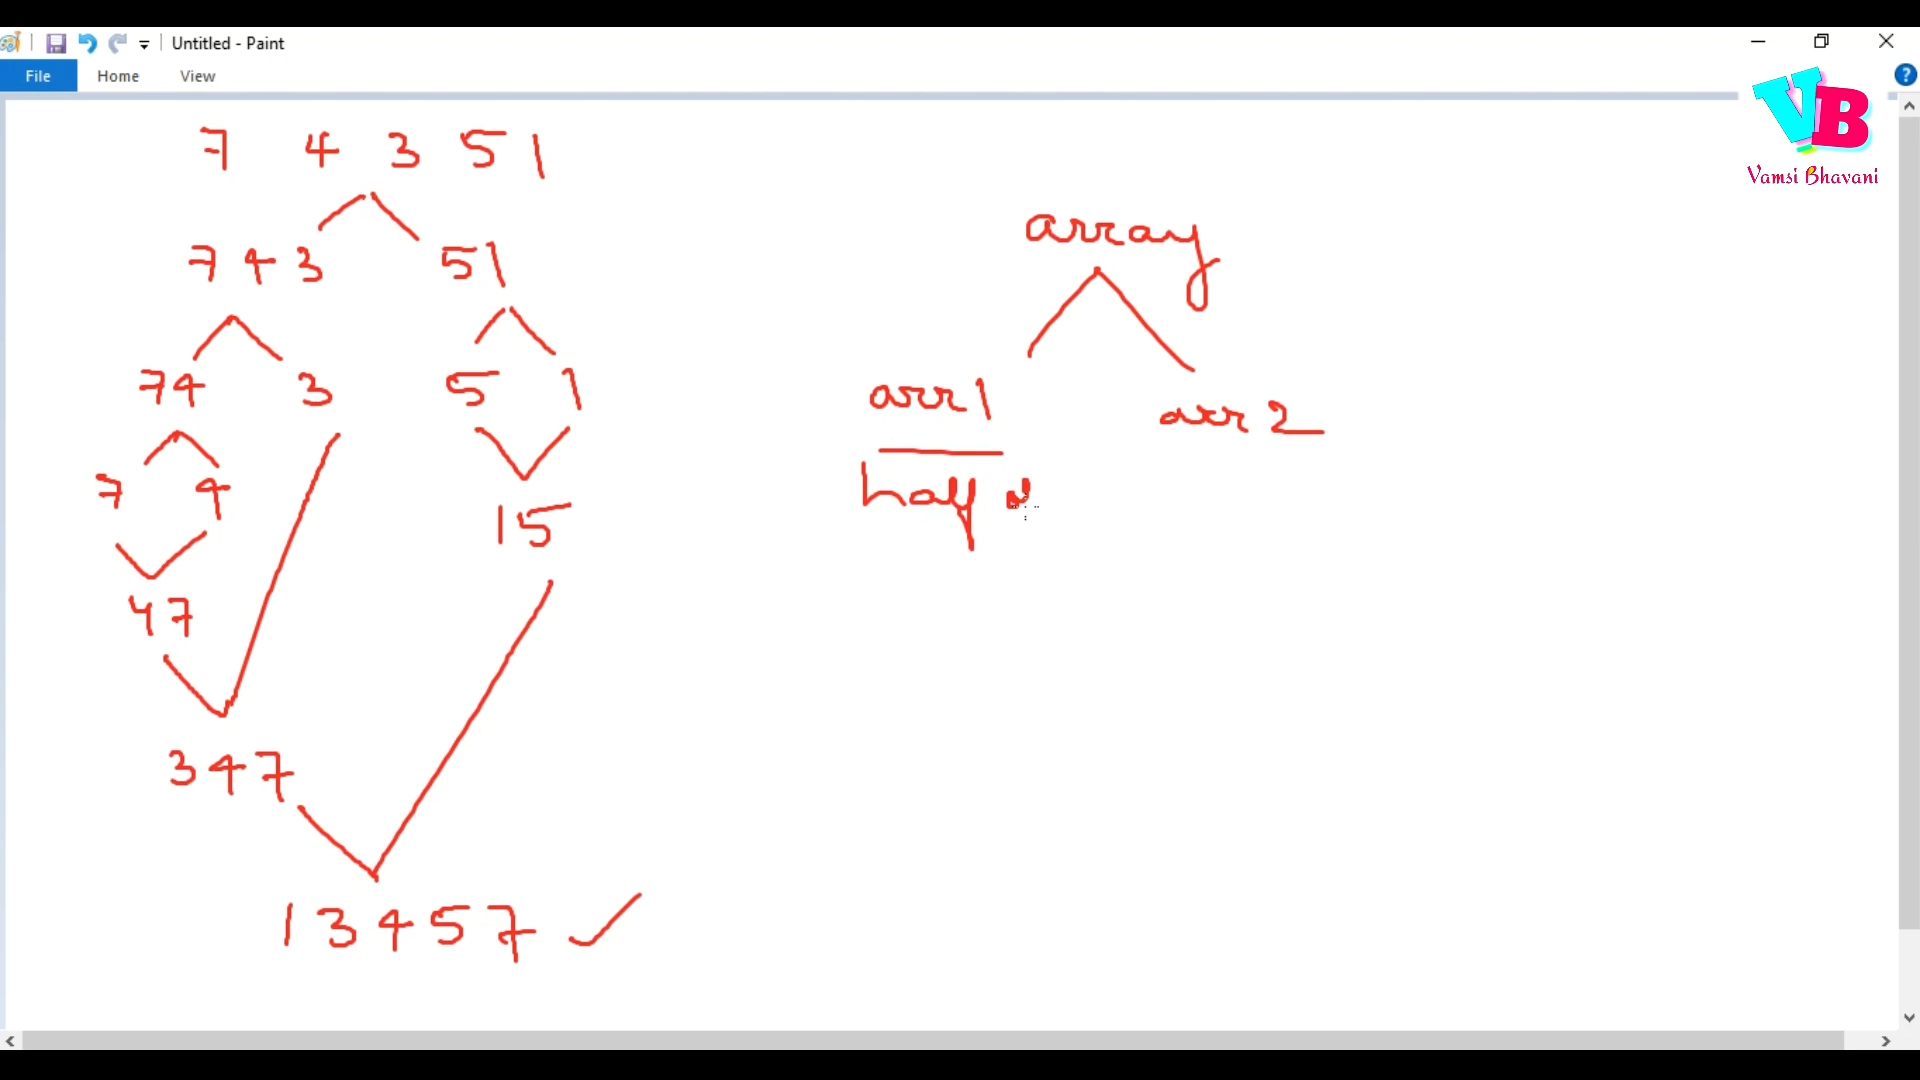 Untitled - Paint
File Home View
VB
Vamsi Bhavani
7 4 3 5 1
7 4 3 5 1
7 4 3 5 1
7 4
1 5
4 7
3 4 7
1 3 4 5 7
array
arr 1
arr 2
half